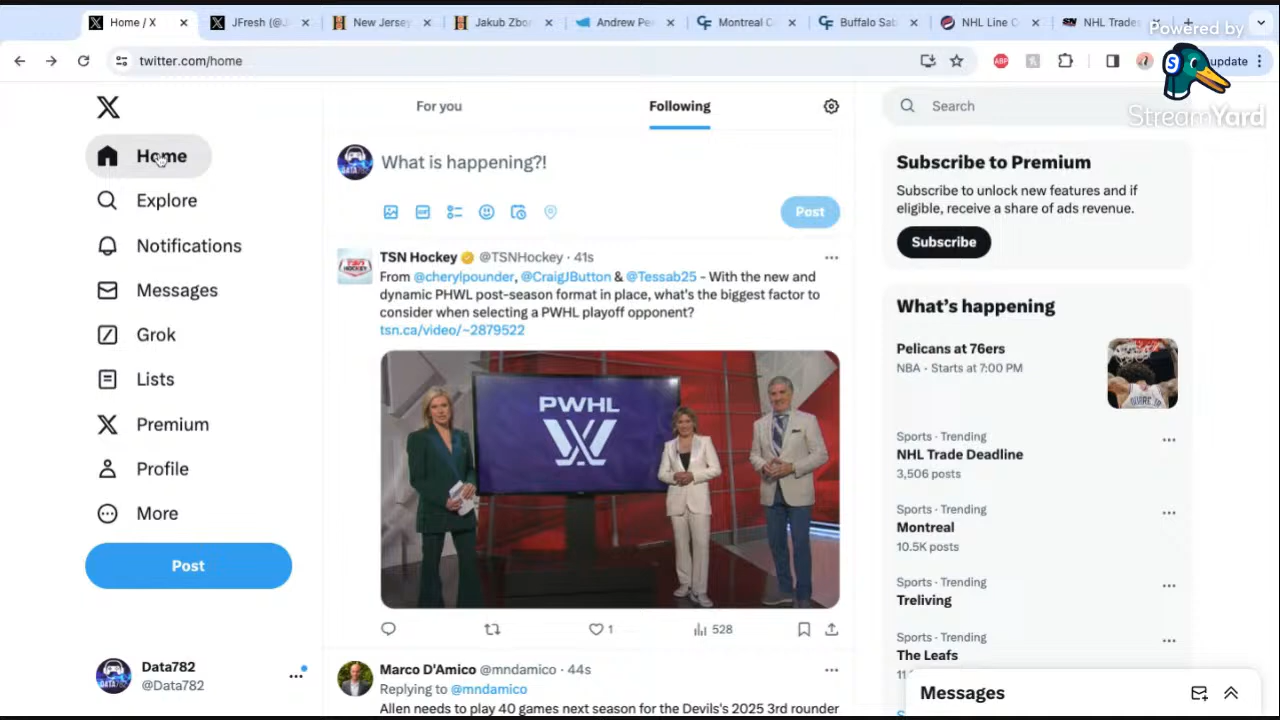 Home / X
JFresh (@J
New Jersey
Jakub Zbor
Andrew Pe
Montreal C
Buffalo Sab
NHL Line C
NHL Trade
Powered by
twitter.com/home
ABP
update
StreamYard
For you
Following
Search
Home
Explore
Notifications
Messages
Grok
Lists
Premium
Profile
More
Post
Data782
@Data782
What is happening?!
Post
TSN Hockey @TSNHockey · 41s
From @cherylpounder, @CraigJButton & @Tessab25 - With the new and
dynamic PHWL post-season format in place, what's the biggest factor to
consider when selecting a PWHL playoff opponent?
tsn.ca/video/~2879522
PWHL
1
528
Marco D'Amico @mndamico · 44s
Replying to @mndamico
Allen needs to play 40 games next season for the Devils's 2025 3rd rounder
Subscribe to Premium
Subscribe to unlock new features and if
eligible, receive a share of ads revenue.
Subscribe
What's happening
Pelicans at 76ers
NBA · Starts at 7:00 PM
Sports · Trending
NHL Trade Deadline
3,506 posts
Sports · Trending
Montreal
10.5K posts
Sports · Trending
Treliving
Sports · Trending
The Leafs
Messages